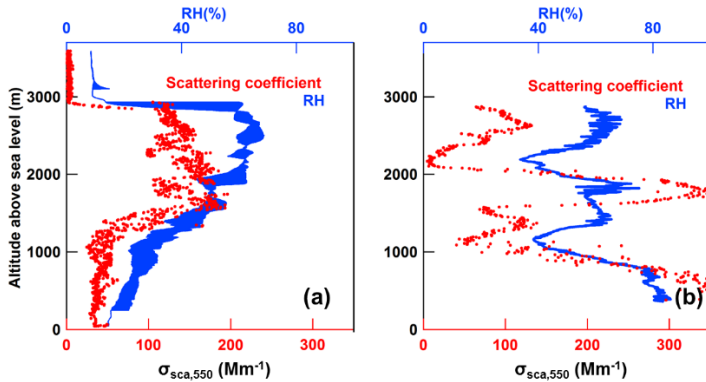 RH(%)
RH(%)
0 40 80
0 40 80
Scattering coefficient
RH
Scattering coefficient
RH
Altitude above sea level (m)
3000
2000
1000
0
3000
2000
1000
0
(a)
(b)
0 100 200 300
0 100 200 300
σsca,550 (Mm⁻¹)
σsca,550 (Mm⁻¹)